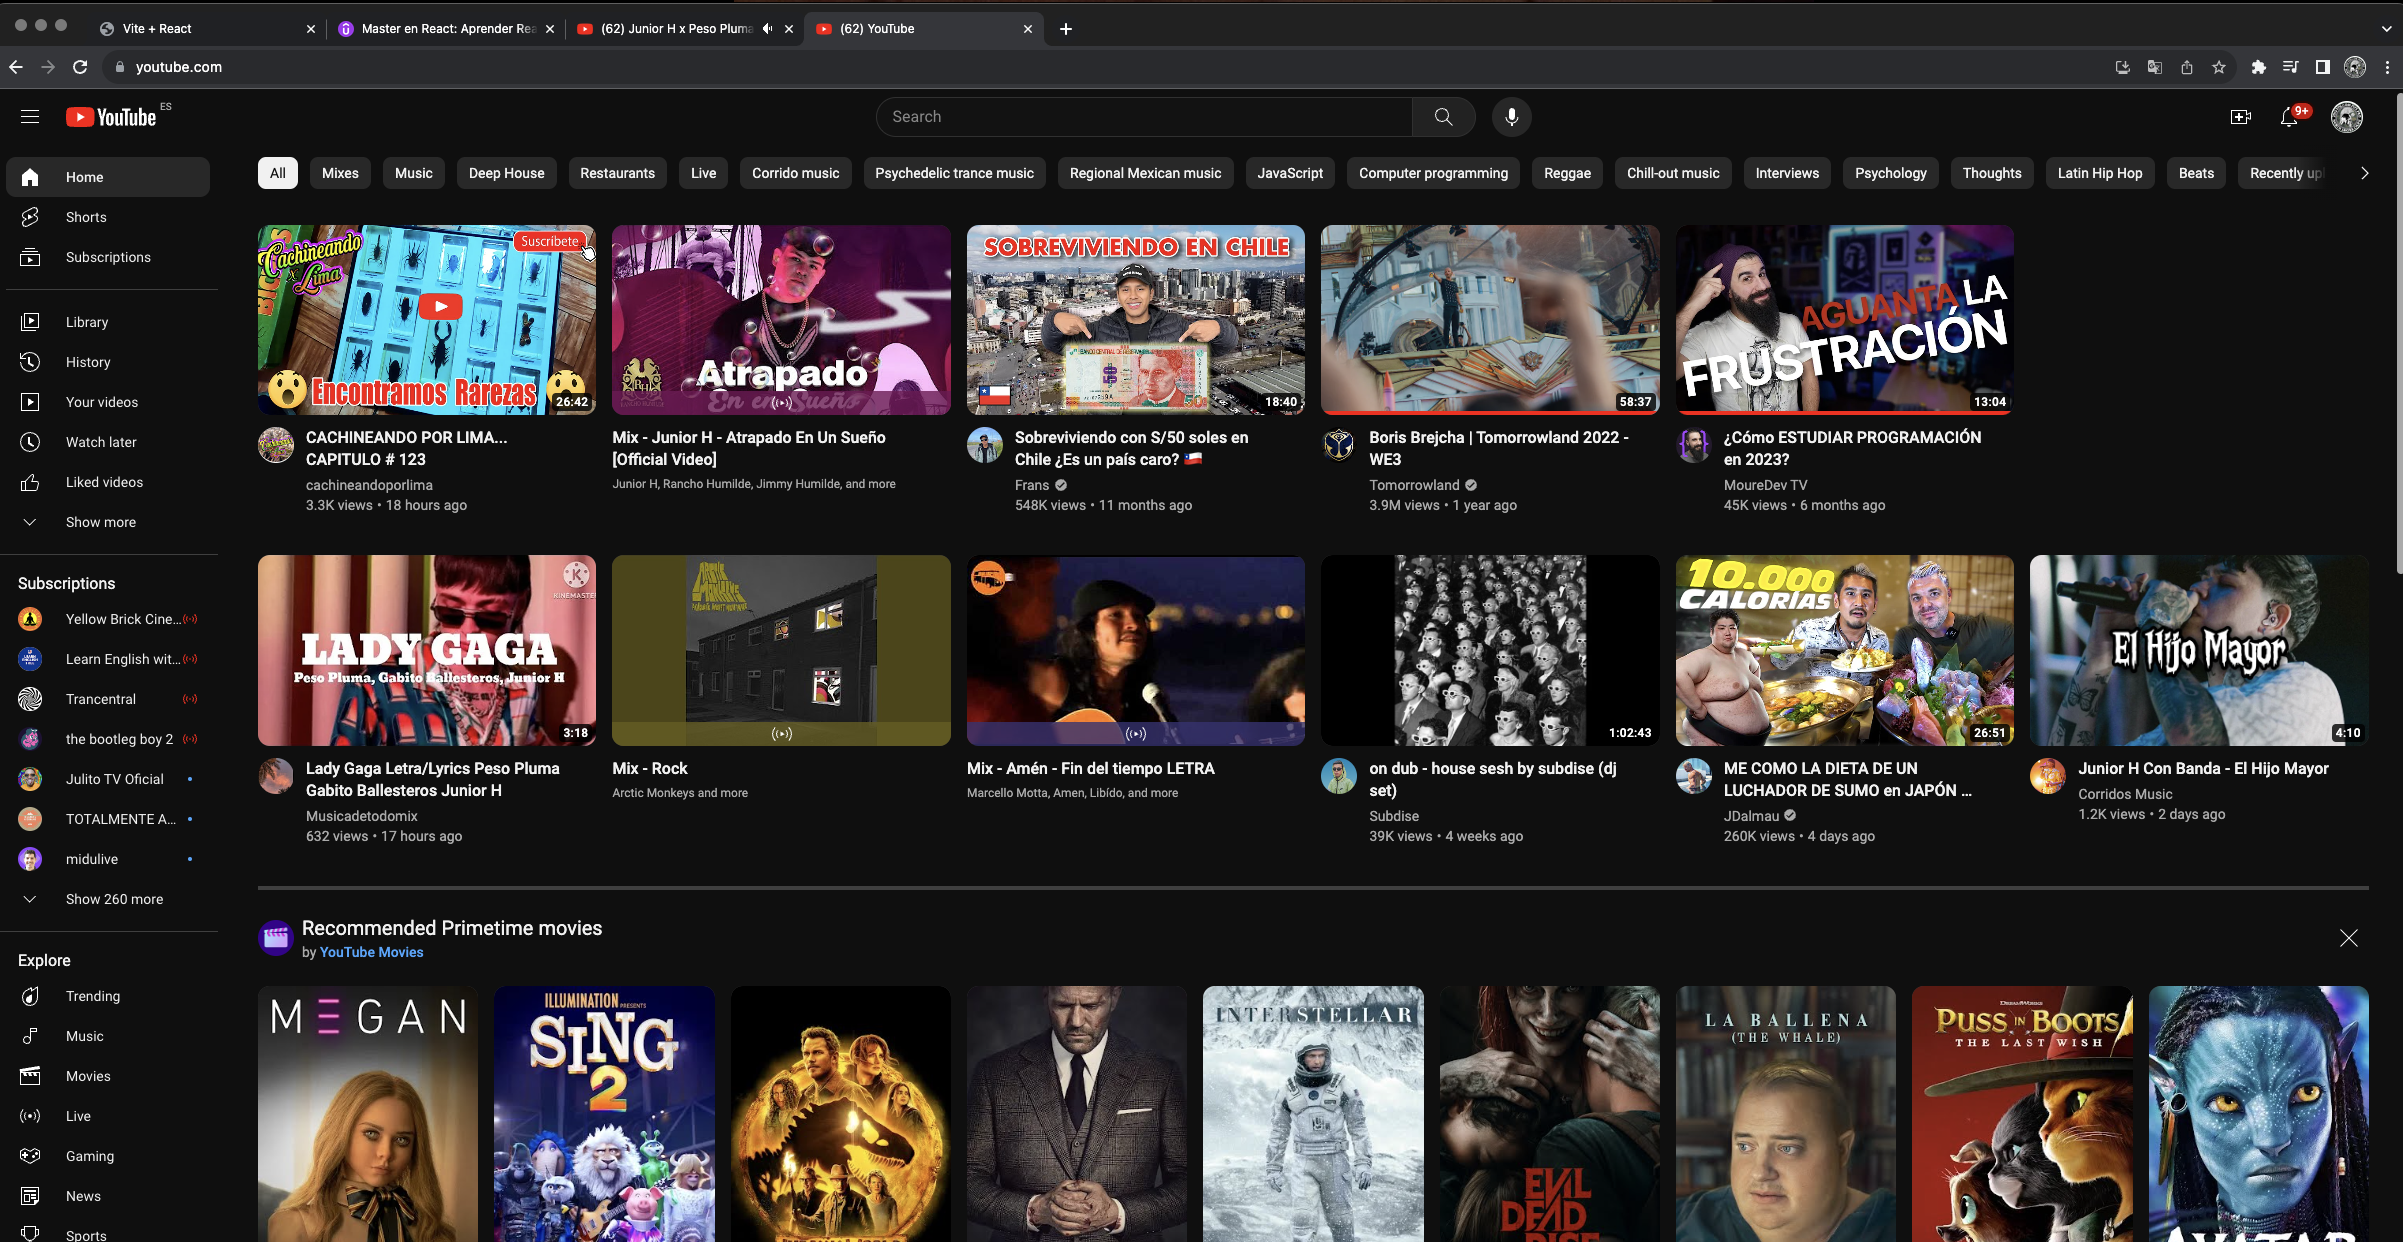 Vite + React
Master en React: Aprender Rea
(62) Junior H x Peso Pluma
(62) YouTube
youtube.com
YouTube ES
Search
9+
Home
Shorts
Subscriptions
Library
History
Your videos
Watch later
Liked videos
Show more
Subscriptions
Yellow Brick Cine...
Learn English wit...
Trancentral
the bootleg boy 2
Julito TV Oficial
TOTALMENTE A...
midulive
Show 260 more
Explore
Trending
Music
Movies
Live
Gaming
News
Sports
All Mixes Music Deep House Restaurants Live Corrido music Psychedelic trance music Regional Mexican music JavaScript Computer programming Reggae Chill-out music Interviews Psychology Thoughts Latin Hip Hop Beats Recently up
Cachineando
x Lima
Suscríbete
Encontramos Rarezas
26:42
CACHINEANDO POR LIMA...
CAPITULO # 123
cachineandoporlima
3.3K views • 18 hours ago
Atrapado
En en Sueño
Mix - Junior H - Atrapado En Un Sueño
[Official Video]
Junior H, Rancho Humilde, Jimmy Humilde, and more
SOBREVIVIENDO EN CHILE
18:40
Sobreviviendo con S/50 soles en
Chile ¿Es un país caro? 🇨🇱
Frans
548K views • 11 months ago
58:37
Boris Brejcha | Tomorrowland 2022 -
WE3
Tomorrowland
3.9M views • 1 year ago
AGUANTA LA
FRUSTRACIÓN
13:04
¿Cómo ESTUDIAR PROGRAMACIÓN
en 2023?
MoureDev TV
45K views • 6 months ago
K
KINEMASTE
LADY GAGA
Peso Pluma, Gabito Ballesteros, Junior H
3:18
Lady Gaga Letra/Lyrics Peso Pluma
Gabito Ballesteros Junior H
Musicadetodomix
632 views • 17 hours ago
Mix - Rock
Arctic Monkeys and more
Mix - Amén - Fin del tiempo LETRA
Marcello Motta, Amen, Libído, and more
1:02:43
on dub - house sesh by subdise (dj
set)
Subdise
39K views • 4 weeks ago
10.000
CALORÍAS
26:51
ME COMO LA DIETA DE UN
LUCHADOR DE SUMO en JAPÓN ...
JDalmau
260K views • 4 days ago
El Hijo Mayor
4:10
Junior H Con Banda - El Hijo Mayor
Corridos Music
1.2K views • 2 days ago
Recommended Primetime movies
by YouTube Movies
MEGAN
ILLUMINATION PRESENTS
SING
2
INTERSTELLAR
EVIL
DEAD
RISE
LA BALLENA
(THE WHALE)
DREAMWORKS
PUSS IN BOOTS
THE LAST WISH
AVATAR